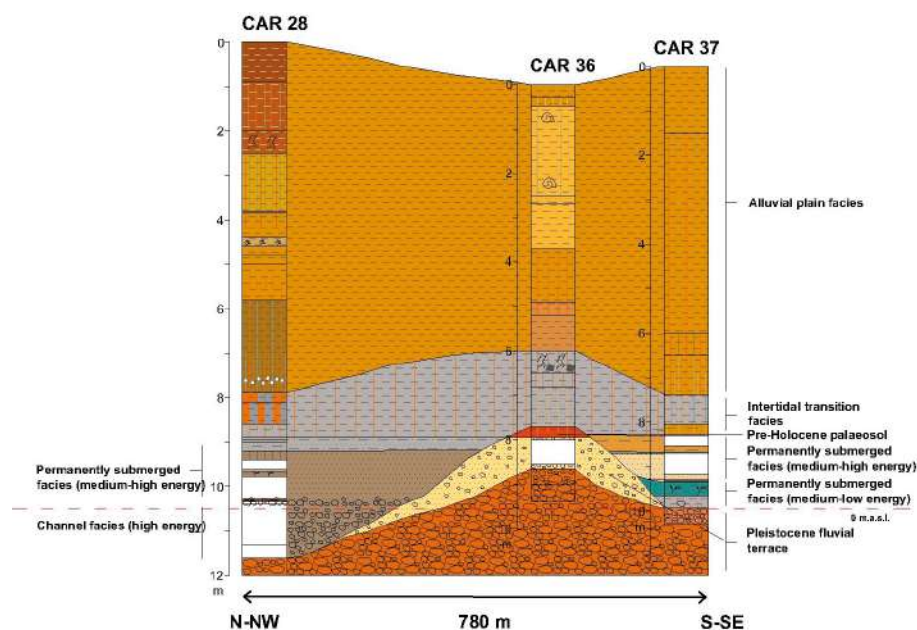 CAR 28
CAR 36
CAR 37
0
2
4
6
8
10
12
m
0
2
4
6
8
10
m
0
2
4
6
8
10
m
Alluvial plain facies
Intertidal transition
facies
Pre-Holocene palaeosol
Permanently submerged
facies (medium-high energy)
Permanently submerged
facies (medium-low energy)
0 m.a.s.l.
Pleistocene fluvial
terrace
Permanently submerged
facies (medium-high energy)
Channel facies (high energy)
N-NW
780 m
S-SE